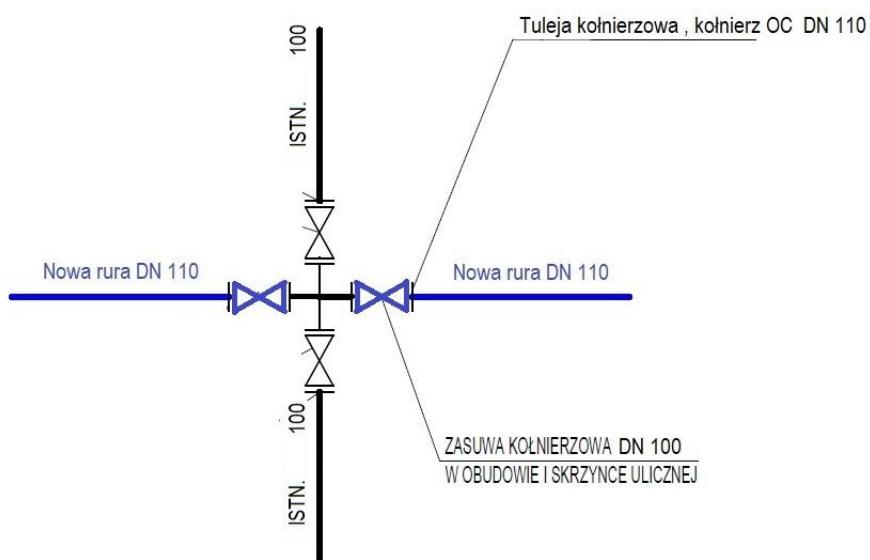 Tuleja kołnierzowa , kołnierz OC DN 110
100
ISTN.
Nowa rura DN 110
Nowa rura DN 110
100
ISTN.
ZASUWA KOŁNIERZOWA DN 100
W OBUDOWIE I SKRZYNCE ULICZNEJ